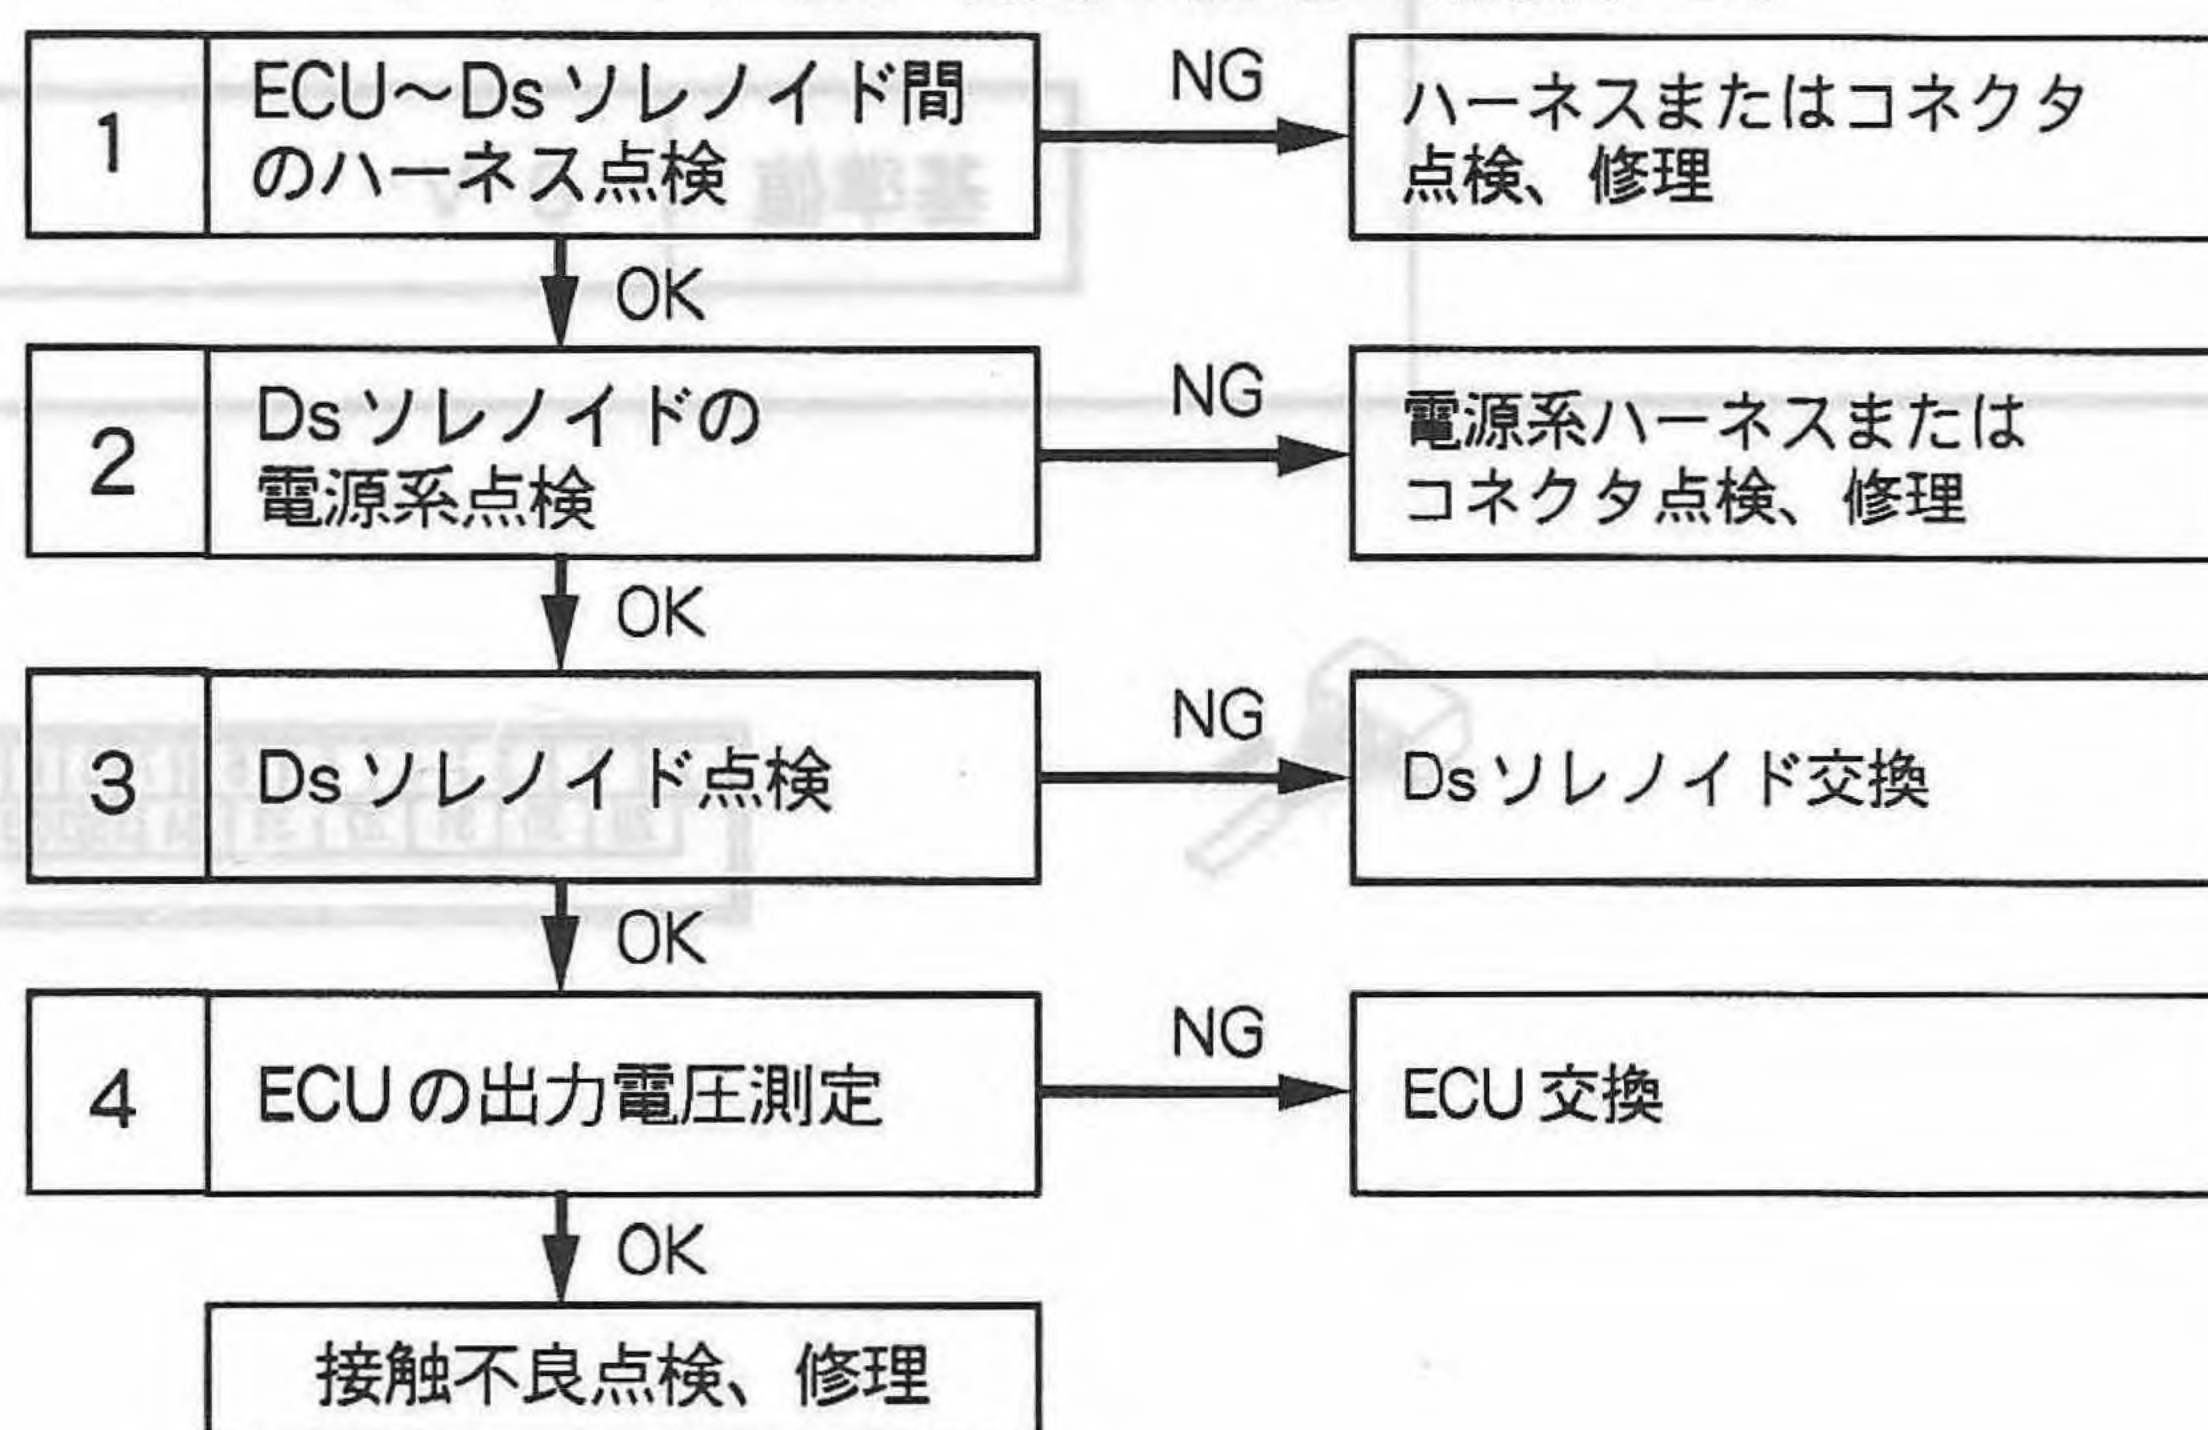 1
ECU～Dsソレノイド間
のハーネス点検
NG
ハーネスまたはコネクタ
点検、修理
OK
2
Dsソレノイドの
電源系点検
NG
電源系ハーネスまたは
コネクタ点検、修理
OK
3
Dsソレノイド点検
NG
Dsソレノイド交換
OK
4
ECUの出力電圧測定
NG
ECU交換
OK
接触不良点検、修理